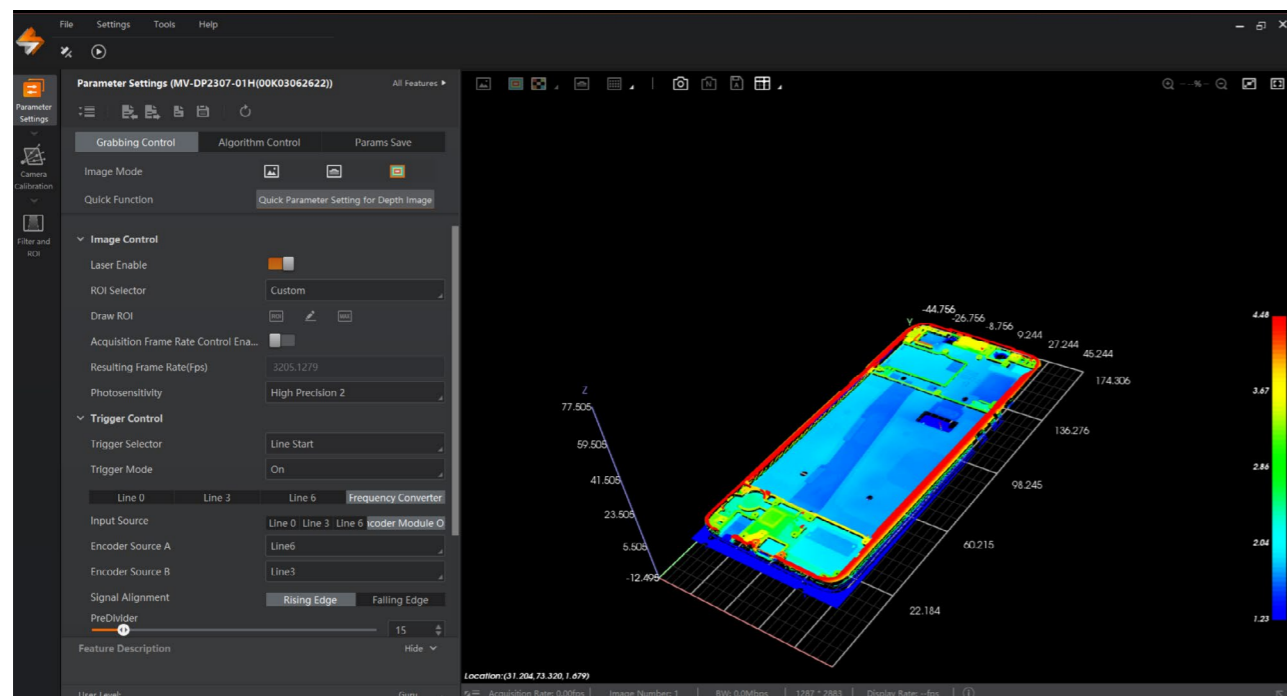 File Settings Tools Help
Parameter Settings (MV-DP2307-01H(00K03062622)) All Features
Parameter Settings
Camera Calibration
Filter and ROI
Grabbing Control Algorithm Control Params Save
Image Mode
Quick Function Quick Parameter Setting for Depth Image
Image Control
Laser Enable
ROI Selector Custom
Draw ROI
Acquisition Frame Rate Control Ena...
Resulting Frame Rate(Fps) 3205.1279
Photosensitivity High Precision 2
Trigger Control
Trigger Selector Line Start
Trigger Mode On
Line 0 Line 3 Line 6 Frequency Converter
Input Source Line 0 Line 3 Line 6 icoder Module O
Encoder Source A Line6
Encoder Source B Line3
Signal Alignment Rising Edge Falling Edge
PreDivider 15
Feature Description Hide
User Level: Guru
--%--
Z
77.505
59.505
41.505
23.505
5.505
-12.495
Y
-44.756
-26.756
-8.756
9.244
27.244
45.244
174.306
136.276
98.245
60.215
22.184
4.48
3.67
2.86
2.04
1.23
Location:(31.204,73.320,1.679)
Acquisition Rate: 0.00fps | Image Number: 1 | BW: 0.0Mbps | 1287 * 2883 | Display Rate: --fps